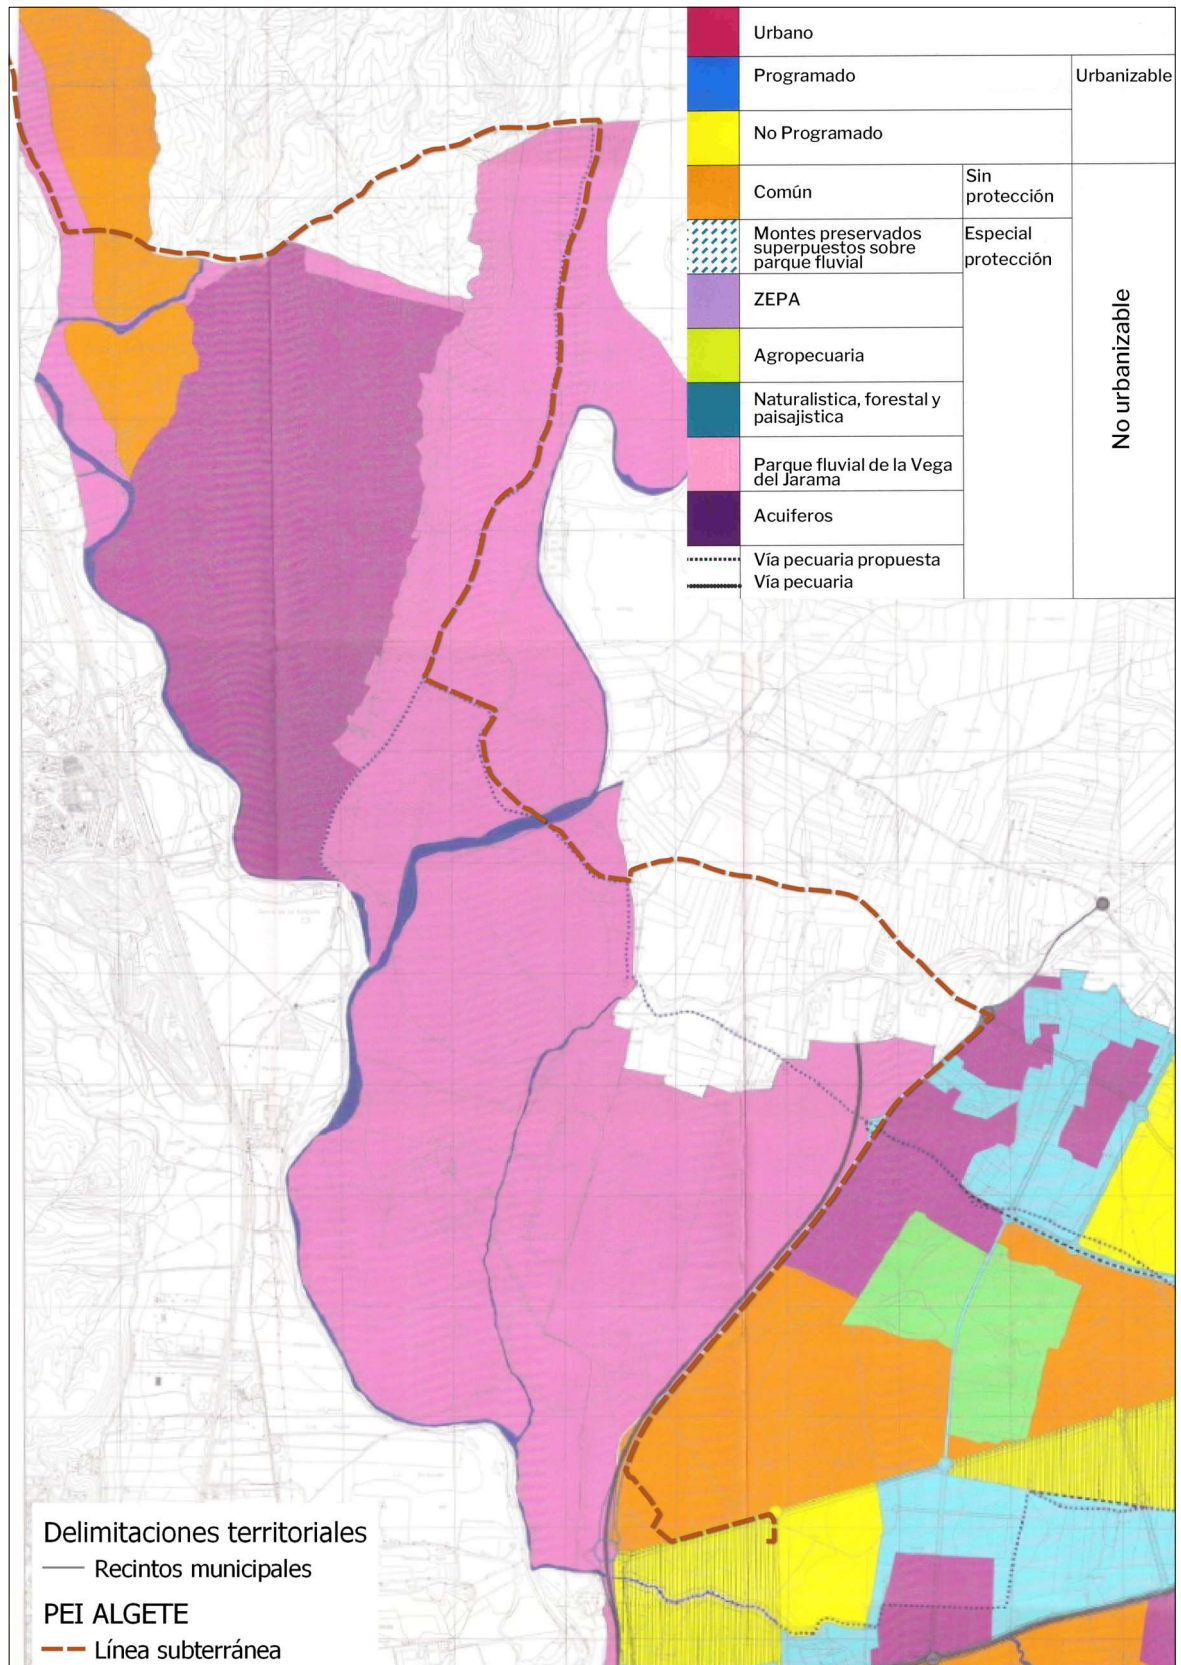 Urbano
Programado
Urbanizable
No Programado
Común
Sin
protección
Montes preservados
superpuestos sobre
parque fluvial
Especial
protección
ZEPA
Agropecuaria
Naturalistica, forestal y
paisajistica
No urbanizable
Parque fluvial de la Vega
del Jarama
Acuiferos
Vía pecuaria propuesta
Vía pecuaria
Delimitaciones territoriales
Recintos municipales
PEI ALGETE
Línea subterránea